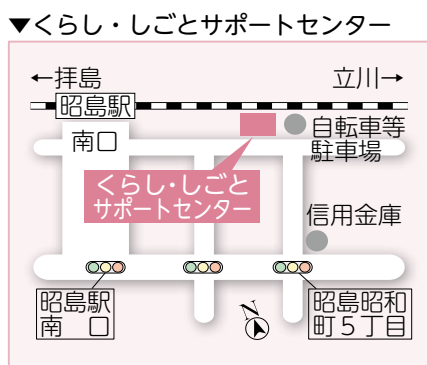 ▼くらし・しごとサポートセンター
←拝島
立川→
昭島駅
南口
自転車等
駐車場
くらし・しごと
サポートセンター
信用金庫
昭島駅
南 口
N
昭島昭和
町5丁目